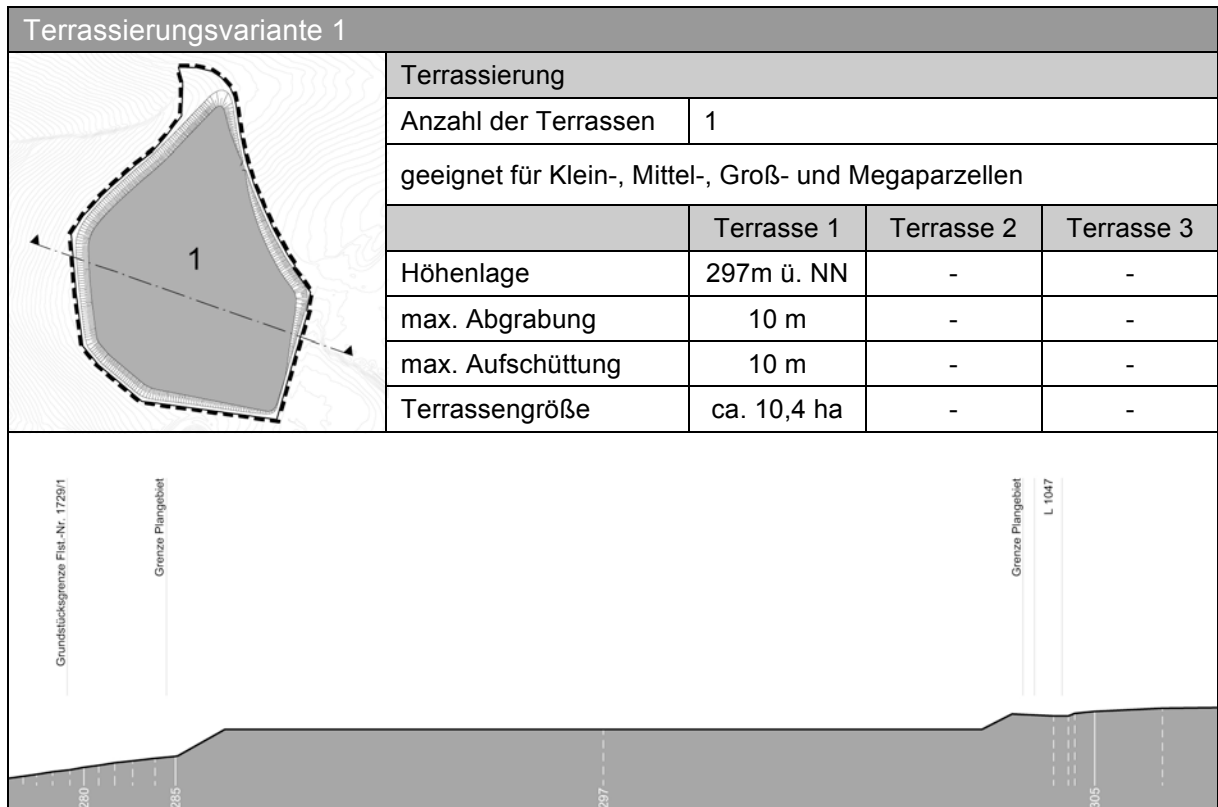 Terrassierungsvariante 1
1
Terrassierung
Anzahl der Terrassen 1
geeignet für Klein-, Mittel-, Groß- und Megaparzellen
Terrasse 1 Terrasse 2 Terrasse 3
Höhenlage 297m ü. NN - -
max. Abgrabung 10 m - -
max. Aufschüttung 10 m - -
Terrassengröße ca. 10,4 ha - -
Grundstücksgrenze Flst.-Nr. 1729/1
Grenze Plangebiet
Grenze Plangebiet
L 1047
280
285
297
305